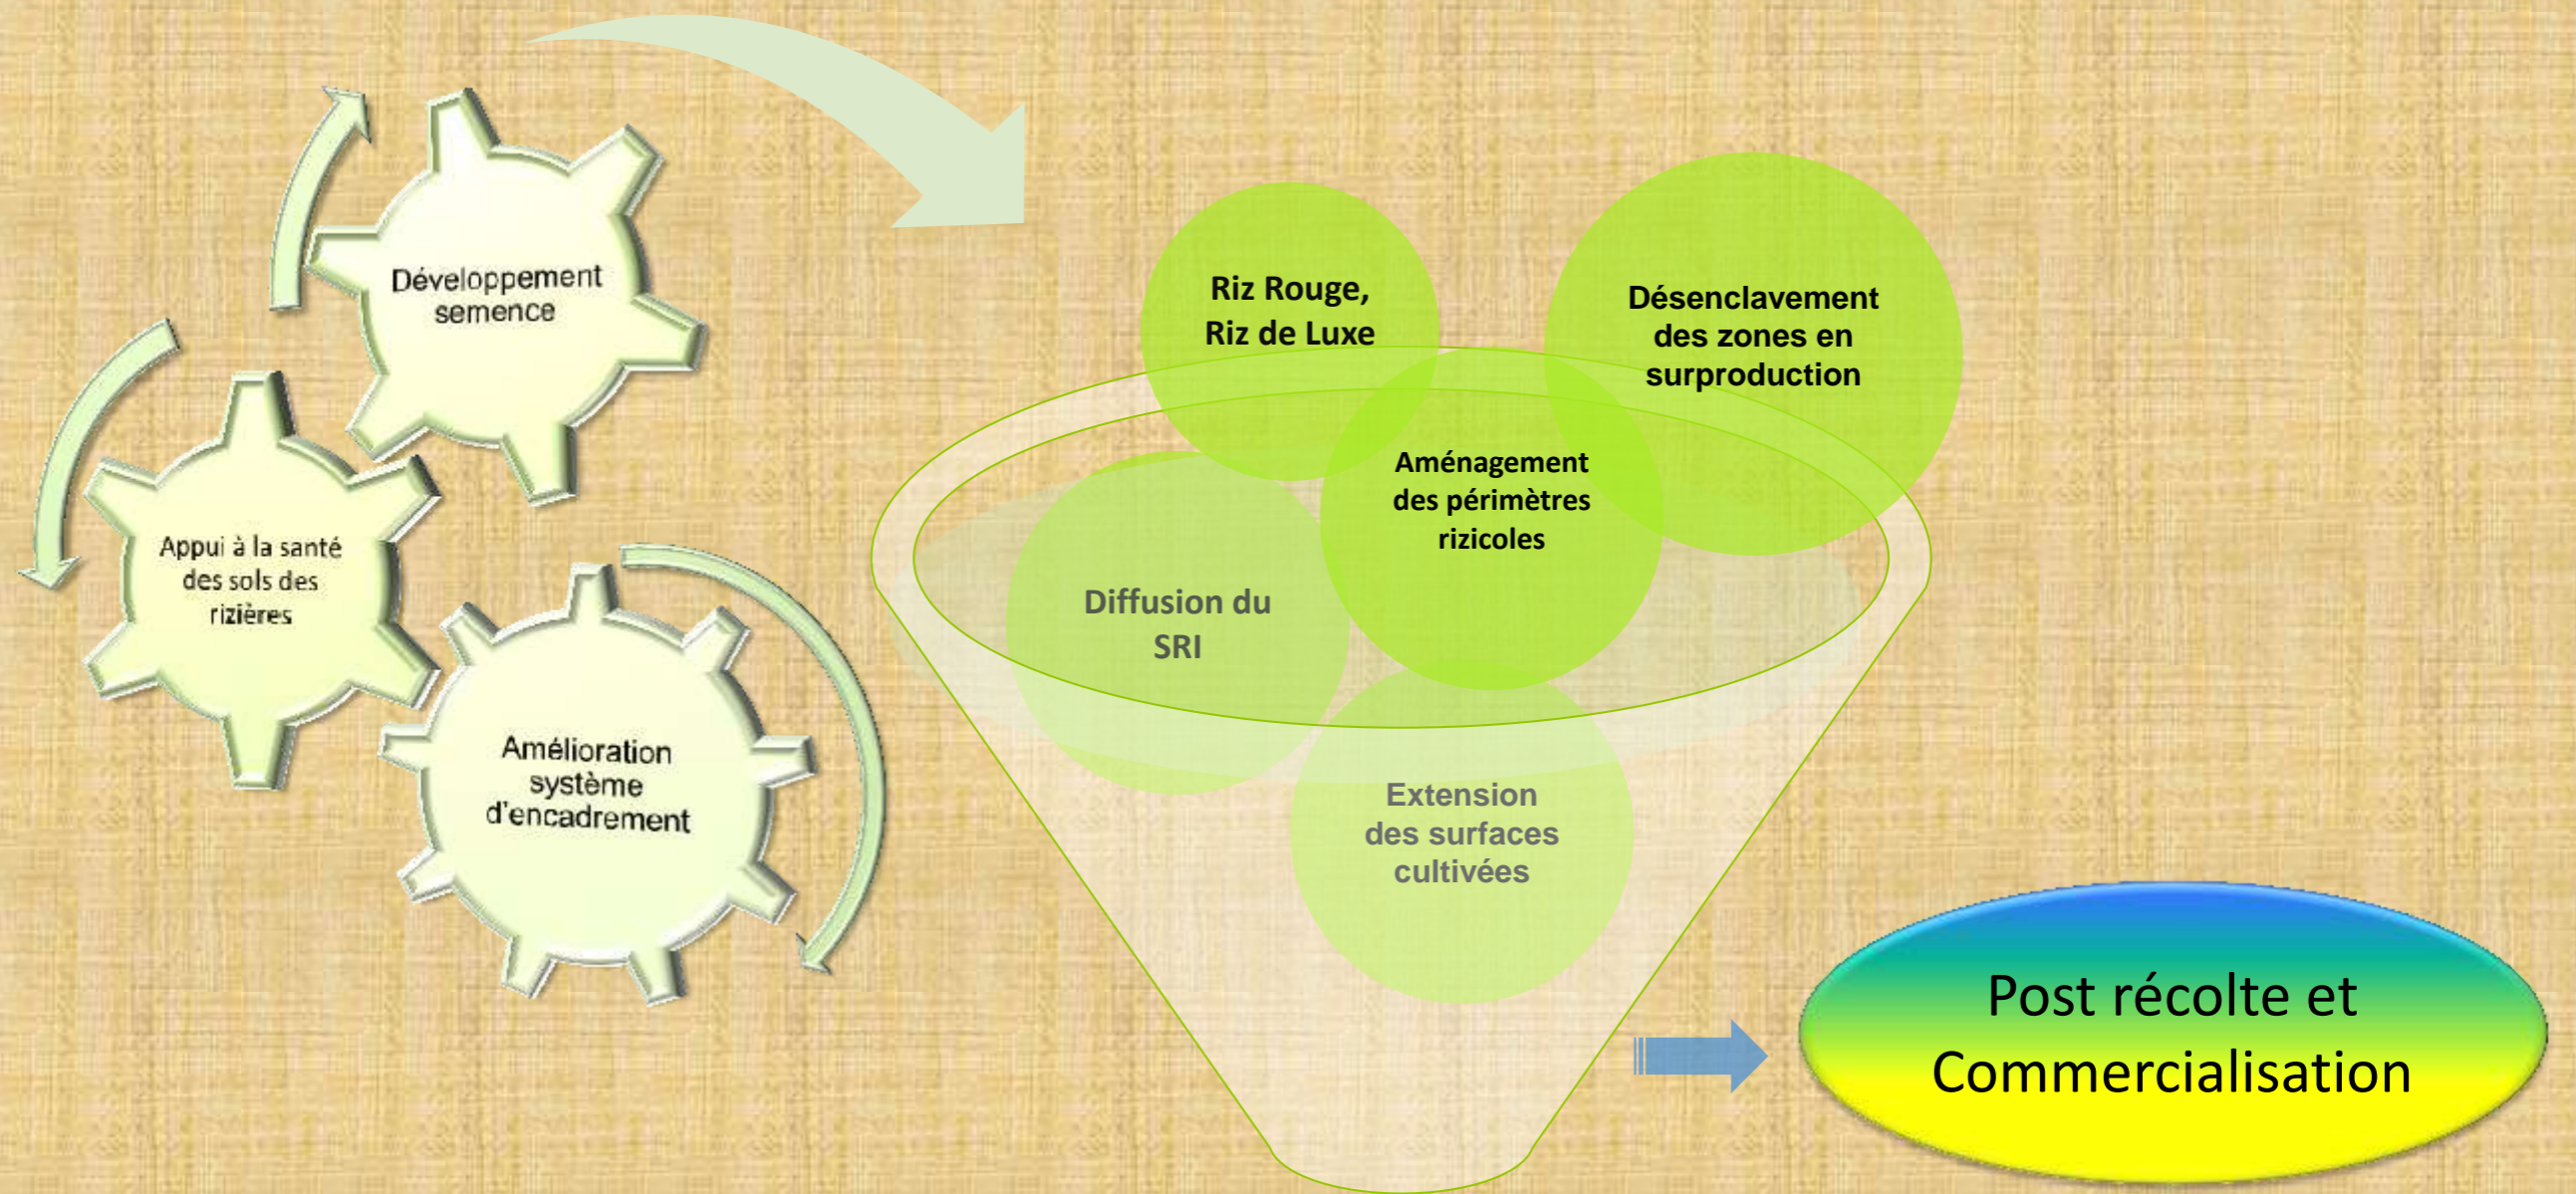 Développement
semence
Appui à la santé
des sols des
rizières
Amélioration
système
d'encadrement
Riz Rouge,
Riz de Luxe
Désenclavement
des zones en
surproduction
Aménagement
des périmètres
rizicoles
Diffusion du
SRI
Extension
des surfaces
cultivées
Post récolte et
Commercialisation